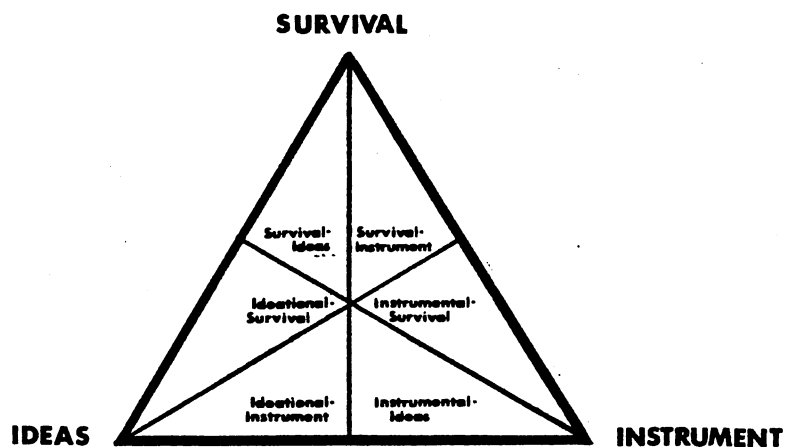 SURVIVAL
Survival-
Ideas
Survival-
Instrument
Ideational-
Survival
Instrumental-
Survival
Ideational-
Instrument
Instrumental-
Ideas
IDEAS
INSTRUMENT